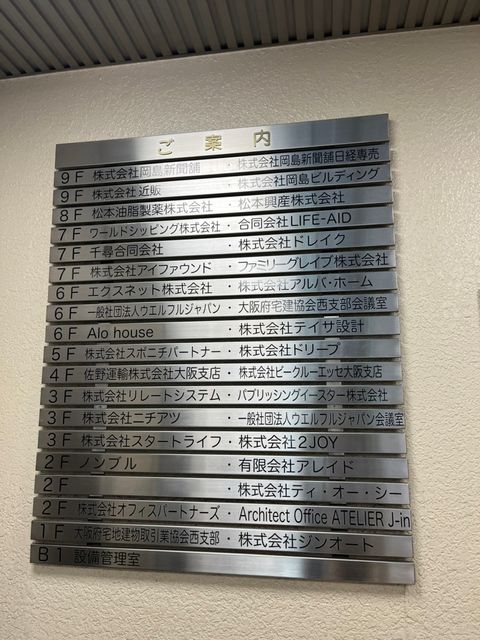 ご案内
9F 株式会社岡島新聞舗 ・株式会社岡島新聞舗日経専売
9F 株式会社 近販 ・株式会社岡島ビルディング
8F 松本油脂製薬株式会社 ・松本興産株式会社
7F ワールドシッピング株式会社・合同会社LIFE-AID
7F 千尋合同会社 ・株式会社ドレイク
7F 株式会社アイファウンド ・ファミリーグレイブ株式会社
6F エクスネット株式会社 ・株式会社アルバ・ホーム
6F 一般社団法人ウエルフルジャパン・大阪府宅建協会西支部会議室
6F Alo house ・株式会社テイサ設計
5F 株式会社スポニチパートナー・株式会社ドリープ
4F 佐野運輸株式会社大阪支店・株式会社ビークルーエッセ大阪支店
3F 株式会社リレートシステム・パブリッシングイースター株式会社
3F 株式会社ニチアツ ・一般社団法人ウエルフルジャパン会議室
3F 株式会社スタートライフ・株式会社2JOY
2F ノンブル ・有限会社アレイド
2F ・株式会社ティ・オー・シー
2F 株式会社オフィスパートナーズ・Architect Office ATELIER J-in
1F 大阪府宅地建物取引業協会西支部・株式会社ジンオート
B1 設備管理室